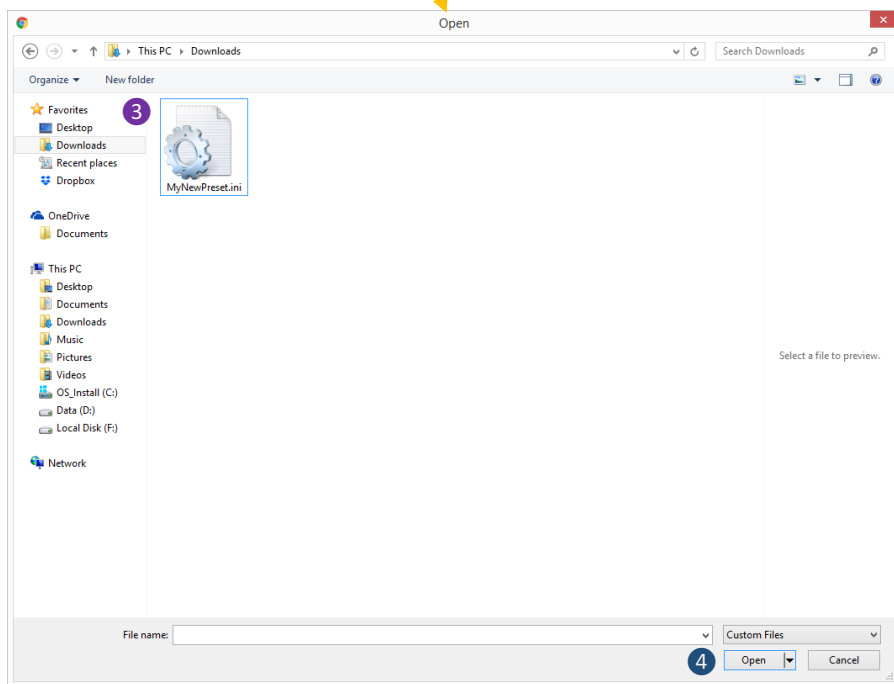 Open
This PC Downloads
Search Downloads
Organize
New folder
Favorites
Desktop
Downloads
Recent places
Dropbox
OneDrive
Documents
This PC
Desktop
Documents
Downloads
Music
Pictures
Videos
OS_Install (C:)
Data (D:)
Local Disk (F:)
Network
3
MyNewPreset.ini
Select a file to preview.
File name:
Custom Files
4
Open
Cancel